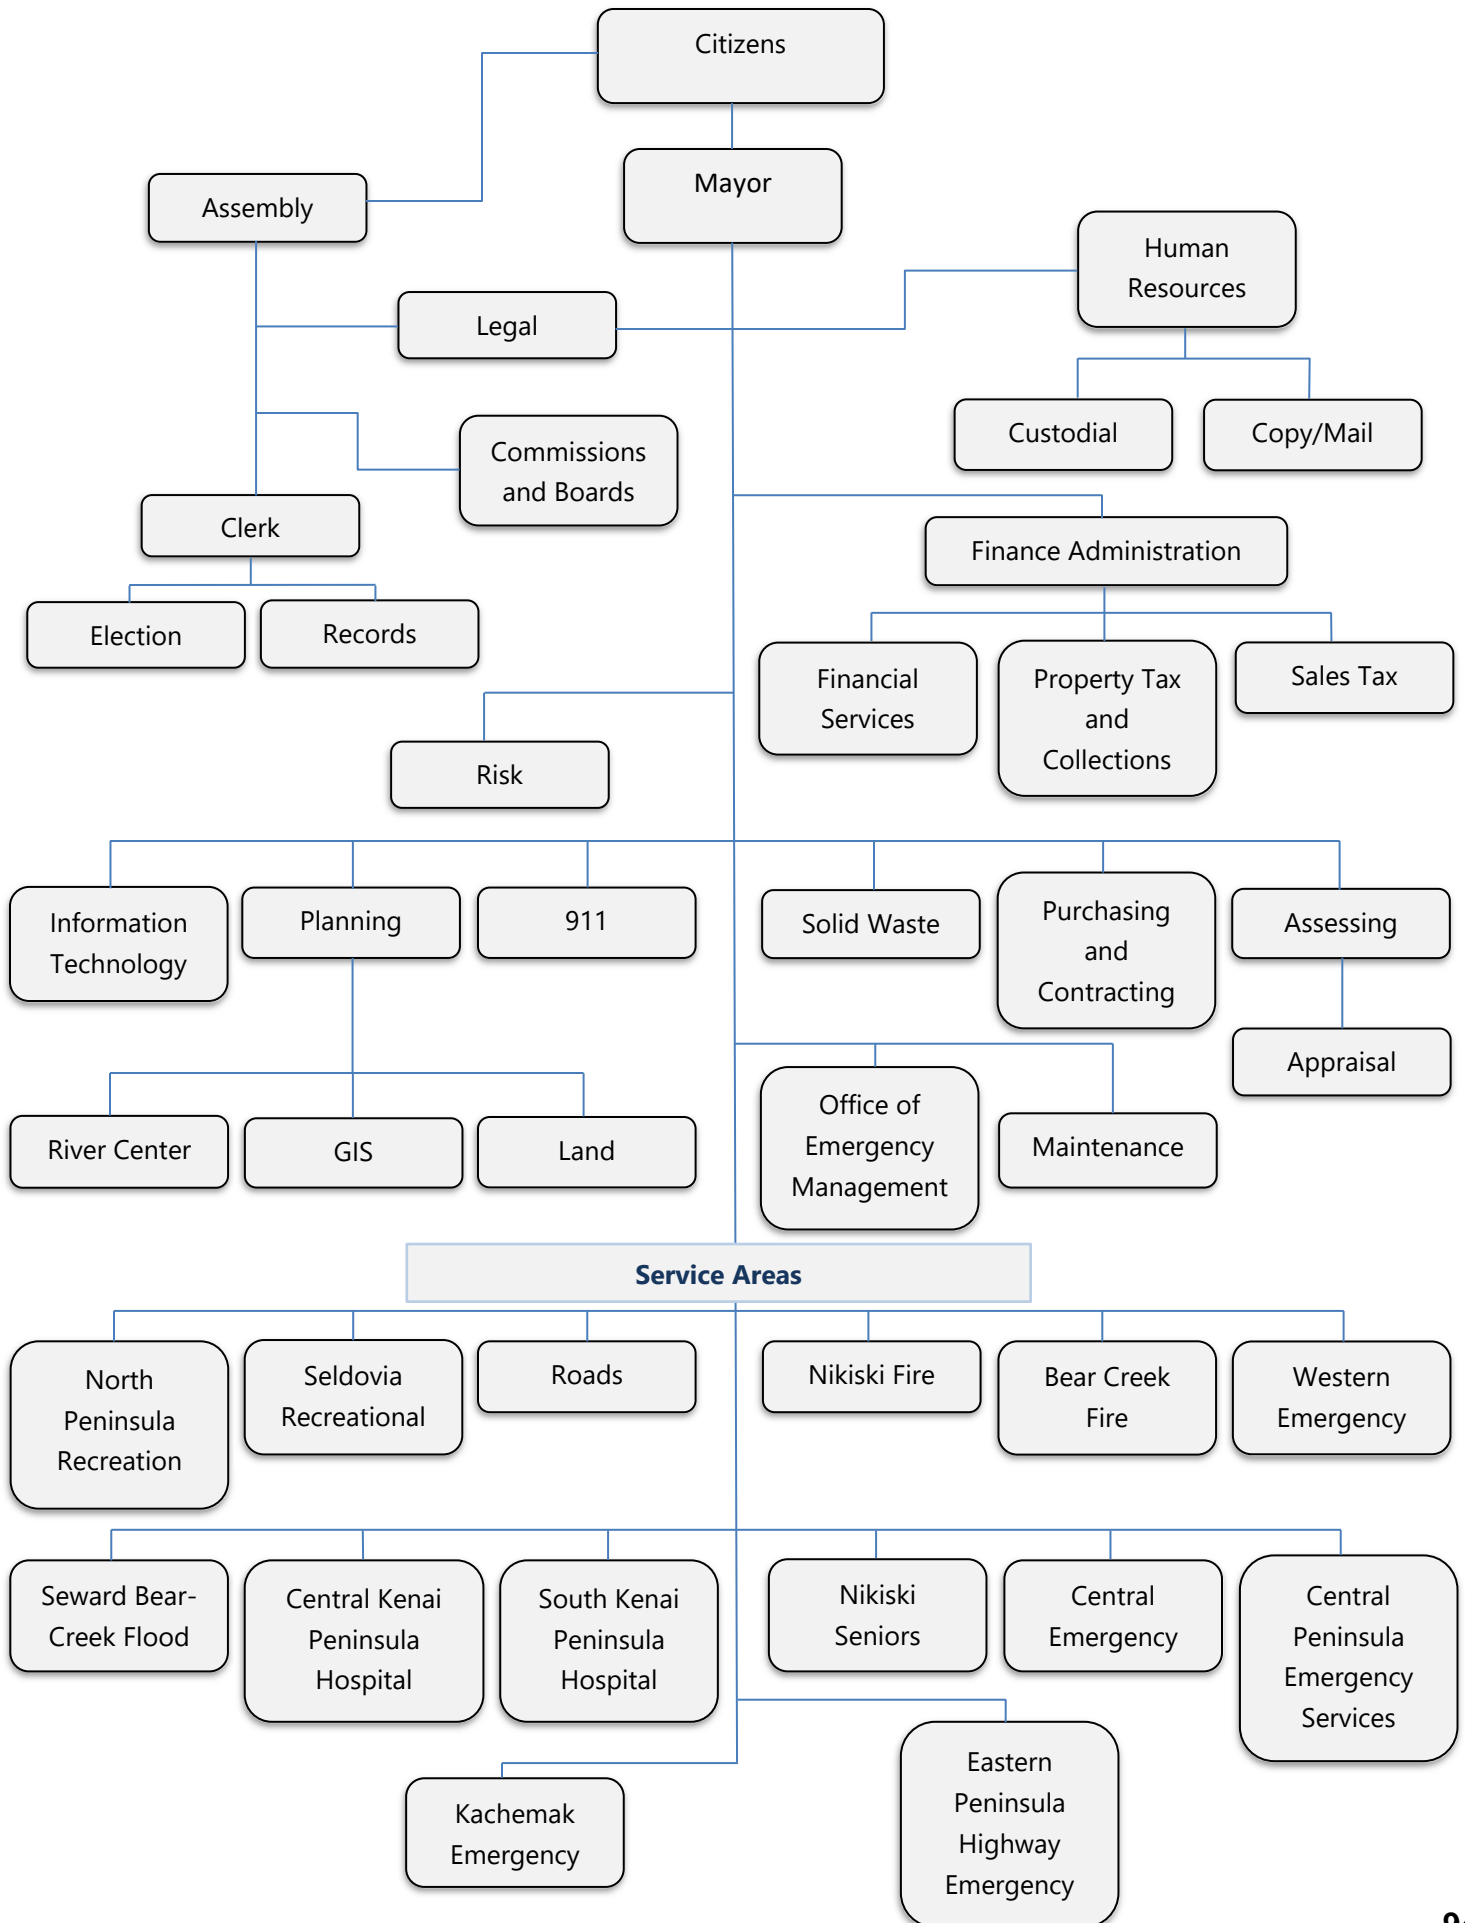 Citizens
Mayor
Assembly
Human
Resources
Legal
Custodial
Copy/Mail
Commissions
and Boards
Clerk
Finance Administration
Election
Records
Financial
Services
Property Tax
and
Collections
Sales Tax
Risk
Information
Technology
Planning
911
Solid Waste
Purchasing
and
Contracting
Assessing
Appraisal
River Center
GIS
Land
Office of
Emergency
Management
Maintenance
Service Areas
North
Peninsula
Recreation
Seldovia
Recreational
Roads
Nikiski Fire
Bear Creek
Fire
Western
Emergency
Seward Bear-
Creek Flood
Central Kenai
Peninsula
Hospital
South Kenai
Peninsula
Hospital
Nikiski
Seniors
Central
Emergency
Central
Peninsula
Emergency
Services
Kachemak
Emergency
Eastern
Peninsula
Highway
Emergency